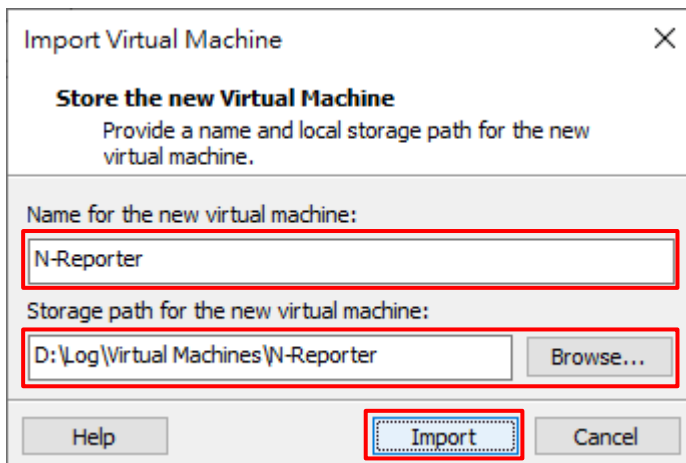 Import Virtual Machine
Store the new Virtual Machine
Provide a name and local storage path for the new
virtual machine.
Name for the new virtual machine:
N-Reporter
Storage path for the new virtual machine:
D:\Log\Virtual Machines\N-Reporter
Browse...
Help
Import
Cancel